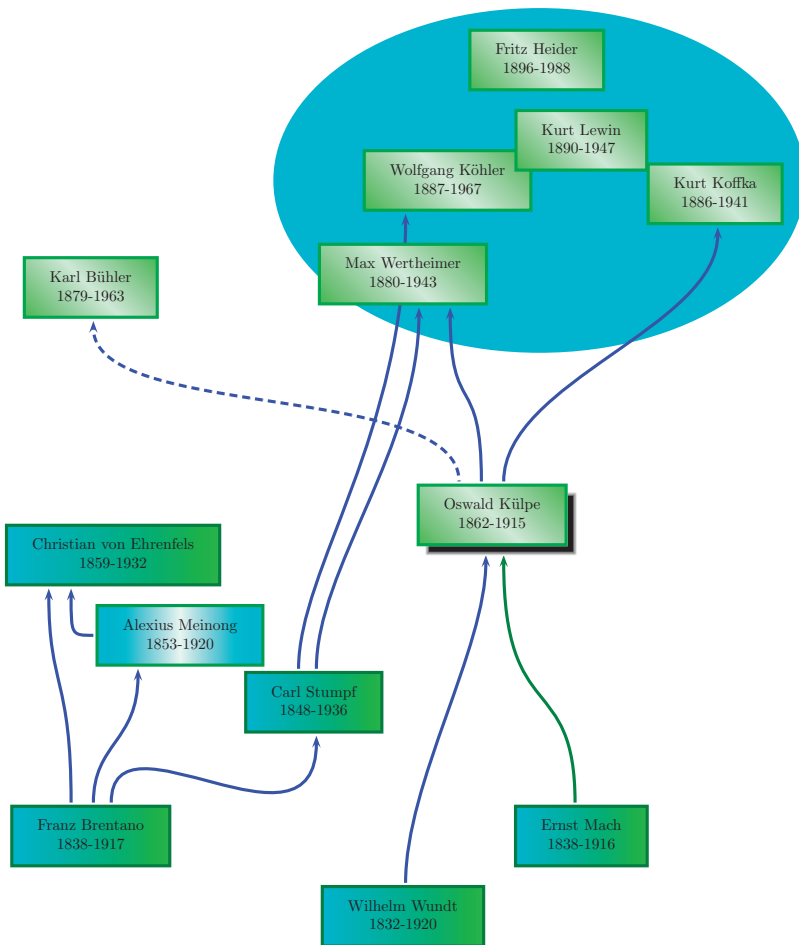 Fritz Heider
1896-1988
Kurt Lewin
1890-1947
Wolfgang Köhler
1887-1967
Kurt Koffka
1886-1941
Max Wertheimer
1880-1943
Karl Bühler
1879-1963
Oswald Külpe
1862-1915
Christian von Ehrenfels
1859-1932
Alexius Meinong
1853-1920
Carl Stumpf
1848-1936
Franz Brentano
1838-1917
Ernst Mach
1838-1916
Wilhelm Wundt
1832-1920